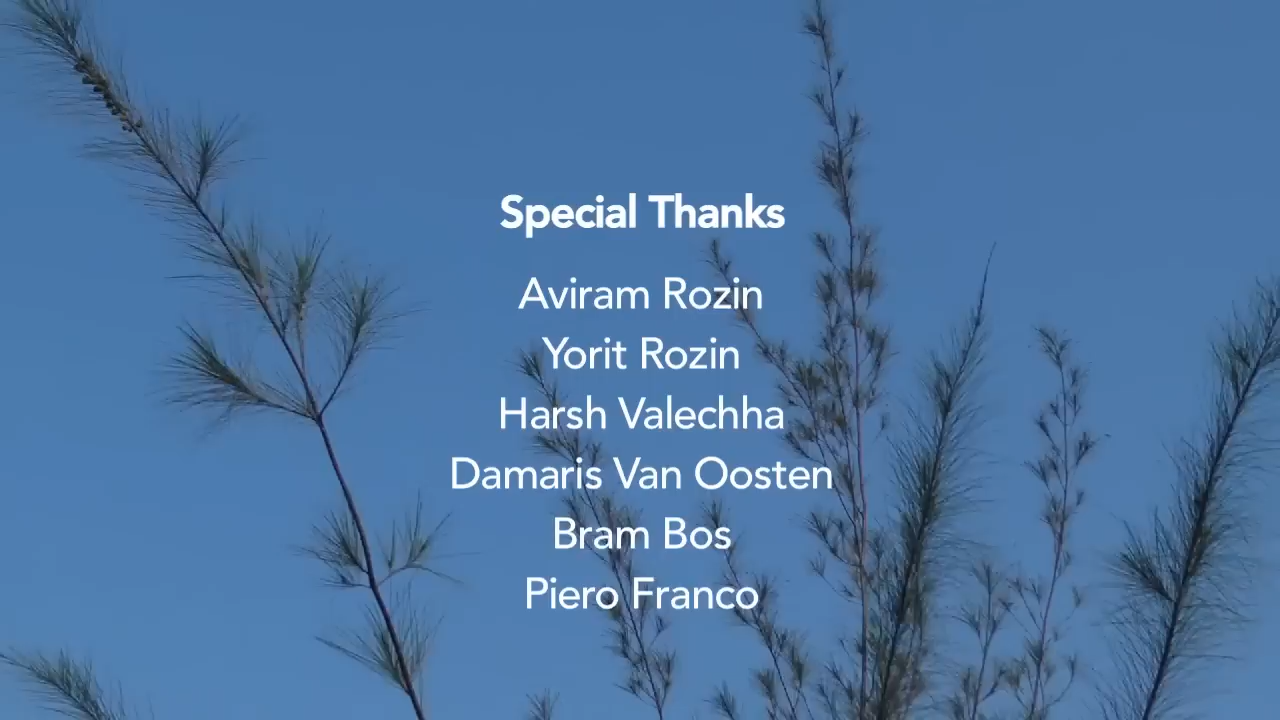 Special Thanks
Aviram Rozin
Yorit Rozin
Harsh Valechha
Damaris Van Oosten
Bram Bos
Piero Franco